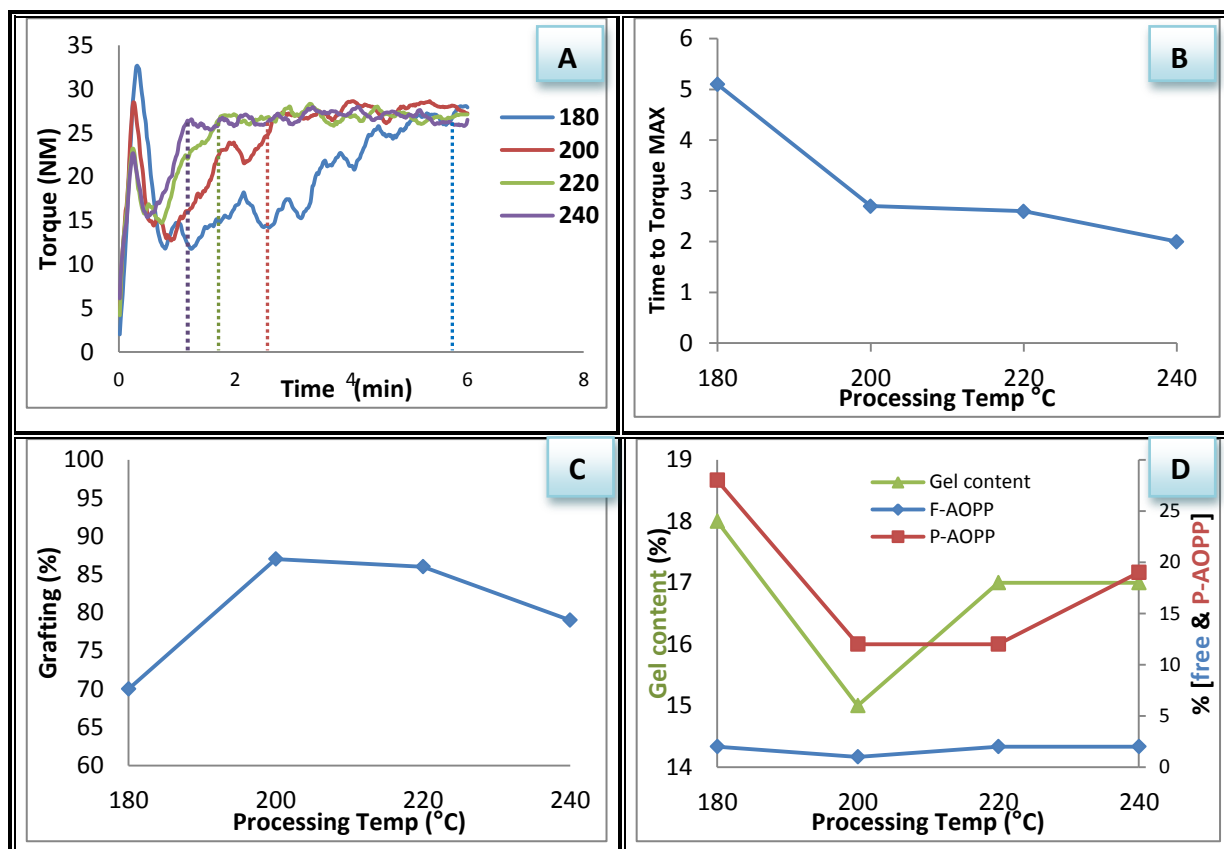 A
35
30
25
20
15
10
5
0
Torque (NM)
180
200
220
240
0 2 4 6 8
Time (min)
B
6
5
4
3
2
1
0
Time to Torque MAX
180 200 220 240
Processing Temp °C
C
100
95
90
85
80
75
70
65
60
Grafting (%)
180 200 220 240
Processing Temp (°C)
D
19
18
17
16
15
14
Gel content (%)
Gel content
F-AOPP
P-AOPP
25
20
15
10
5
0
% [free & P-AOPP]
180 200 220 240
Processing Temp (°C)